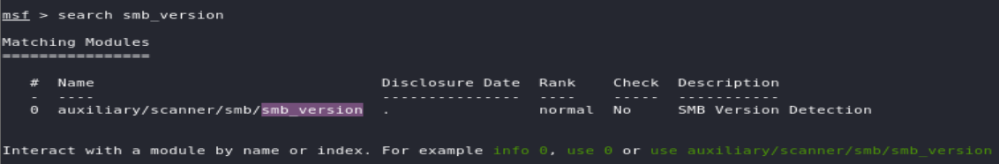 msf > search smb_version
Matching Modules
================
# Name Disclosure Date Rank Check Description
- ---- --------------- ---- ----- -----------
0 auxiliary/scanner/smb/smb_version . normal No SMB Version Detection
Interact with a module by name or index. For example info 0, use 0 or use auxiliary/scanner/smb/smb_version